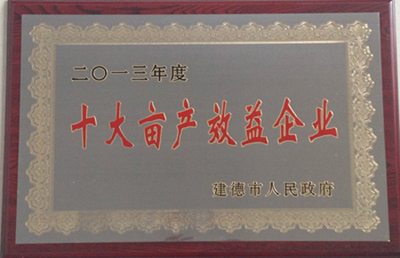 二〇一三年度
十大亩产效益企业
建德市人民政府